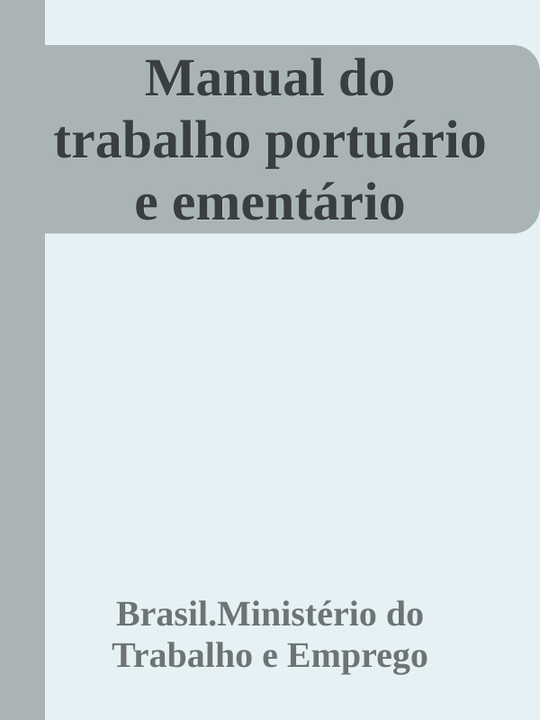 Manual do
trabalho portuário
e ementário
Brasil.Ministério do
Trabalho e Emprego